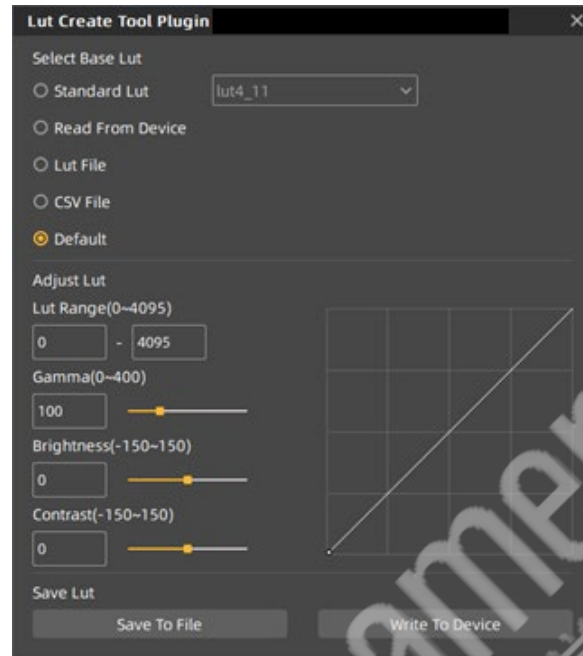 Lut Create Tool Plugin
Select Base Lut
Standard Lut lut4_11
Read From Device
Lut File
CSV File
Default
Adjust Lut
Lut Range(0~4095)
0 - 4095
Gamma(0~400)
100
Brightness(-150~150)
0
Contrast(-150~150)
0
Save Lut
Save To File Write To Device